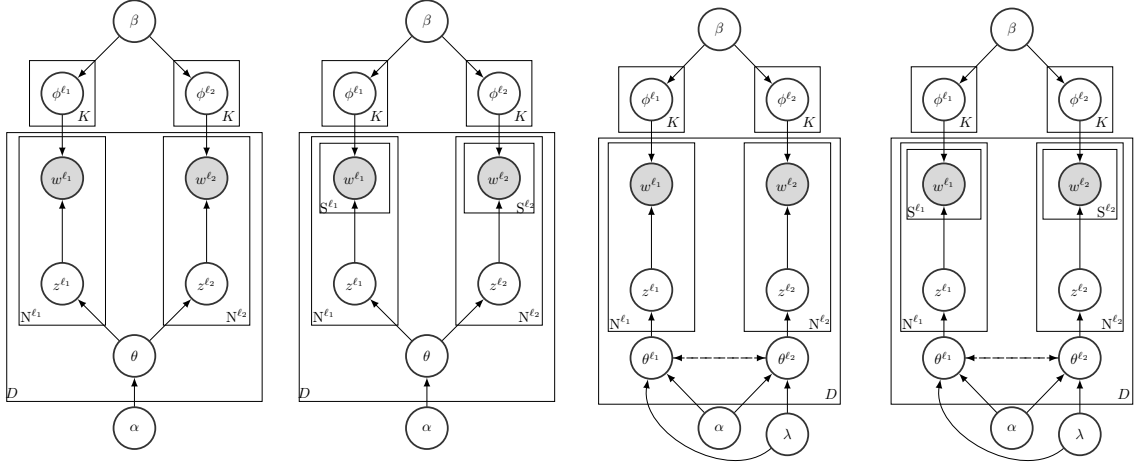 β β β β
ϕ^ℓ1 K ϕ^ℓ2 K ϕ^ℓ1 K ϕ^ℓ2 K ϕ^ℓ1 K ϕ^ℓ2 K ϕ^ℓ1 K ϕ^ℓ2 K
w^ℓ1 w^ℓ2 w^ℓ1 w^ℓ2 w^ℓ1 w^ℓ2 w^ℓ1 w^ℓ2
S^ℓ1 S^ℓ2 S^ℓ1 S^ℓ2
z^ℓ1 z^ℓ2 z^ℓ1 z^ℓ2 z^ℓ1 z^ℓ2 z^ℓ1 z^ℓ2
N^ℓ1 N^ℓ2 N^ℓ1 N^ℓ2 N^ℓ1 N^ℓ2 N^ℓ1 N^ℓ2
θ θ θ^ℓ1 θ^ℓ2 θ^ℓ1 θ^ℓ2
D D D D
α α α λ α λ